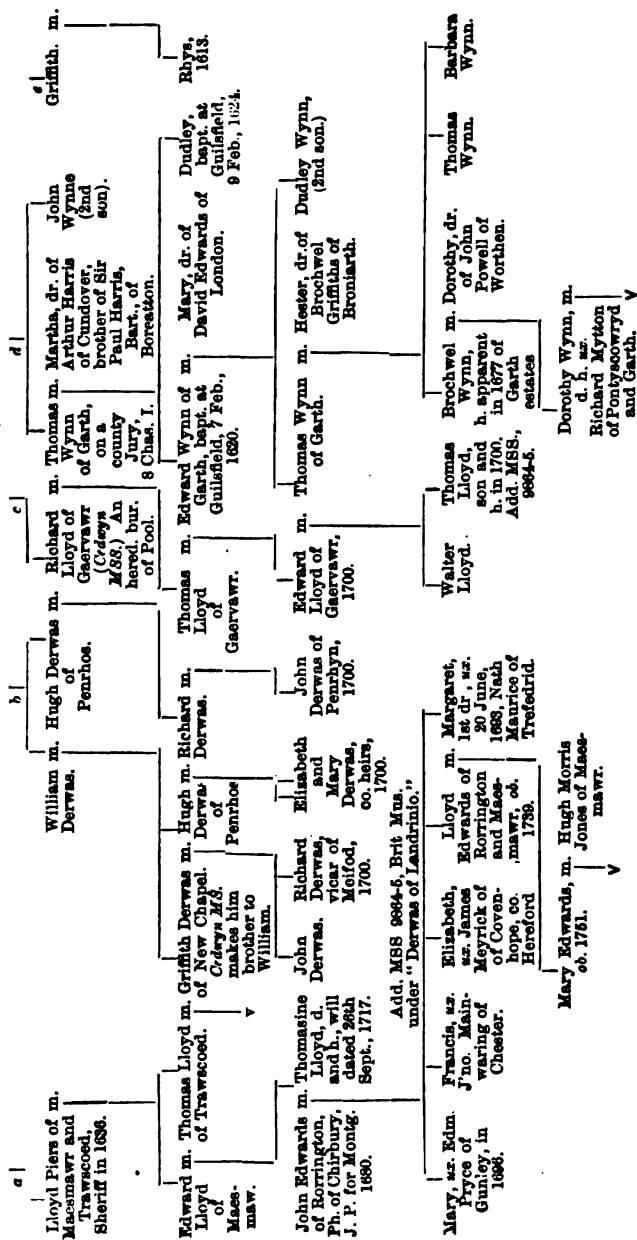 a
Lloyd Piers of m.
Maesmawr and
Trawscoed,
Sheriff in 1636.
b
William m.
Derwas.
Hugh Derwas m.
of
Penrhos.
c
Richard m.
Lloyd of
Gaervawr
(Cedwyn
MSS.) An
hered. bur.
of Pool.
d
Thomas m.
Wynn
of Garth,
on a
county
Jury,
8 Chas. I.
Martha, dr. of
Arthur Harris
of Cundover,
brother of Sir
Paul Harris,
Bart., of
Boreatton.
John
Wynne
(2nd
son).
e
Griffith. m.
Edward m.
Lloyd
of
Maes-
maw.
Thomas Lloyd m.
of Trawscoed.
v
Griffith Derwas m.
of New Chapel.
Cedwyn MS.
makes him
brother to
William.
Hugh m.
Derwas
of
Penrhos
Richard m.
Derwas.
Thomas m.
Lloyd
of
Gaervawr.
Edward Wynn of m.
Garth, bapt. at
Guilsfield, 7 Feb.,
1620.
Mary, dr. of
David Edwards of
London.
Dudley,
bapt. at
Guilsfield,
9 Feb., 1624.
Rhys,
1613.
John Edwards m.
of Rorrington,
Ph. of Chirbury,
J. P. for Montg.
1680.
Thomasine
Lloyd, d.
and h., will
dated 26th
Sept., 1717.
John
Derwas.
Richard
Derwas,
vicar of
Meifod,
1700.
Elizabeth
and
Mary
Derwas,
co. heirs,
1700.
John
Derwas of
Penrhyn,
1700.
Edward m.
Lloyd of
Gaervawr,
1700.
Thomas Wynn m.
of Garth.
Hester, dr. of
Brochwel
Griffiths of
Broniarth.
Dudley Wynn,
(2nd son.)
Add. MSS 9864-5, Brit Mus.
under "Derwas of Landrinio."
Mary, ux. Edm.
Pryce of
Gunley, in
1696.
Francis, ux.
J'no. Main-
waring of
Chester.
Elizabeth,
ux. James
Meyrick of
Coven-
hope, co.
Hereford
Lloyd m.
Edwards of
Rorrington
and Maes-
mawr, ob.
1739.
Margaret,
1st dr, ux.
20 June,
1693, Nath
Maurice of
Trefedrid.
Walter
Lloyd.
Thomas
Lloyd,
son and
h. in 1700.
Add. MSS.,
9864-5.
Brochwel m.
Wynn,
h. apparent
in 1677 of
Garth
estates
Dorothy, dr.
of John
Powell of
Worthen.
Thomas
Wynn.
Barbara
Wynn.
Mary Edwards, m.
ob. 1751.
v
Hugh Morris
Jones of Maes-
mawr.
Dorothy Wynn, m.
d. h. ux.
Richard Mytton
of Pontyscowryd
and Garth.
v